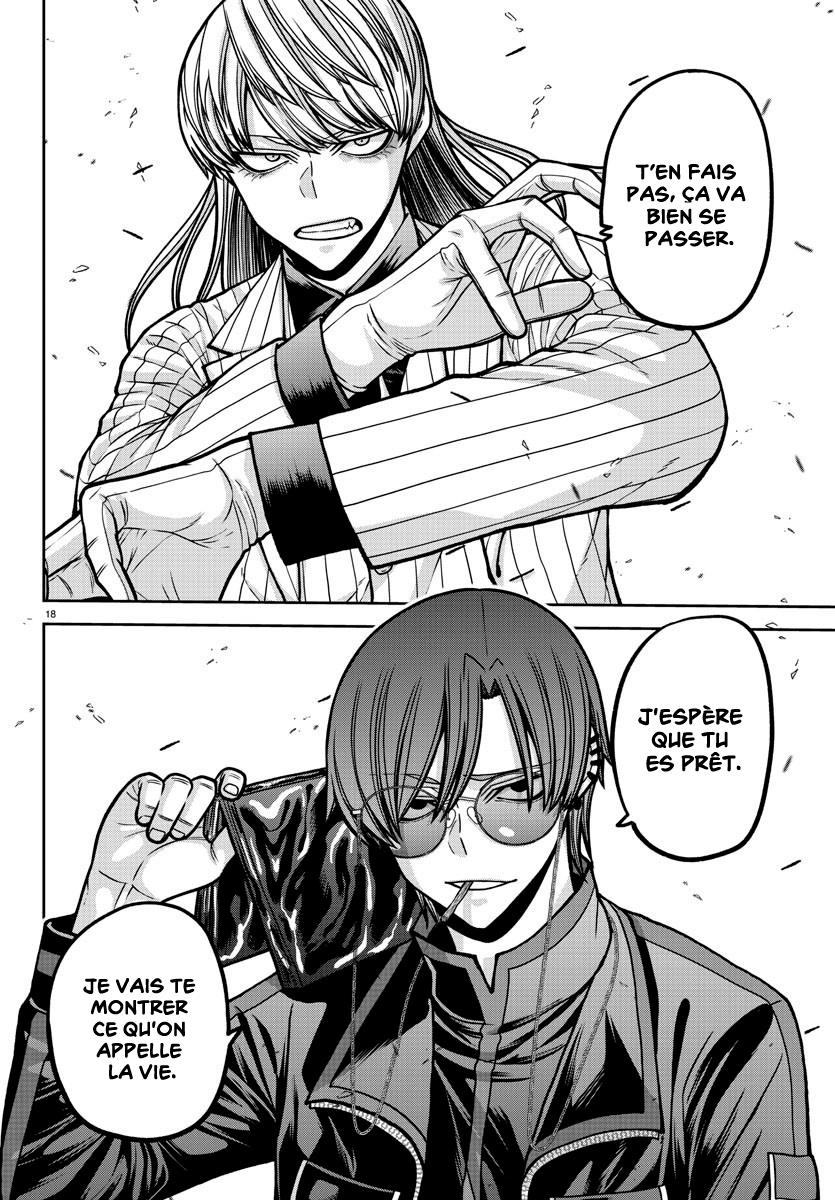 T'EN FAIS
PAS, ÇA VA
BIEN SE
PASSER.
18
J'ESPÈRE
QUE TU
ES PRÊT.
JE VAIS TE
MONTRER
CE QU'ON
APPELLE
LA VIE.